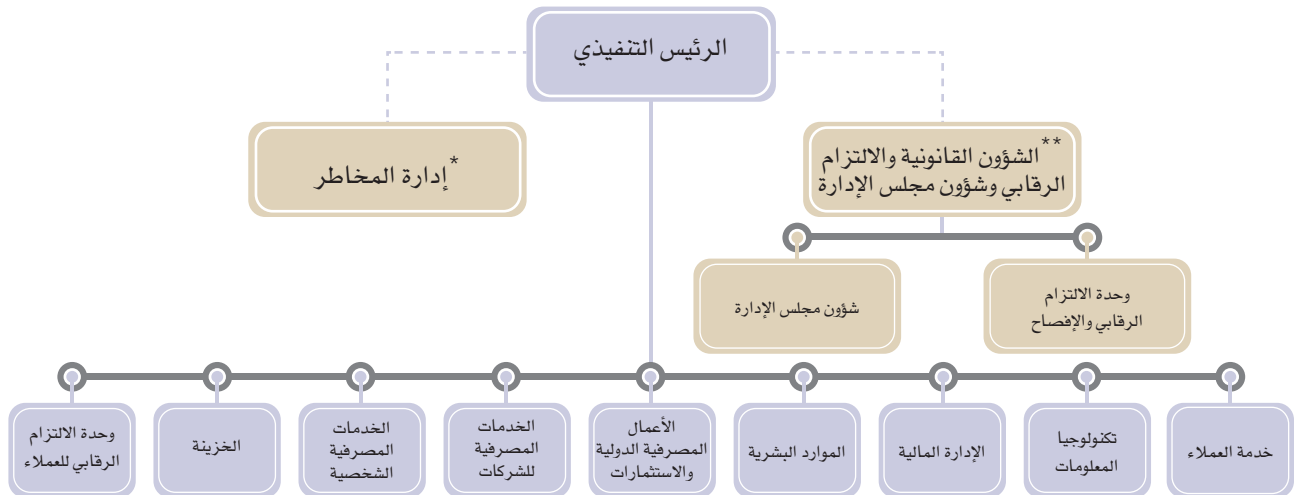 الرئيس التنفيذي
**الشؤون القانونية والالتزام
الرقابي وشؤون مجلس الإدارة
*إدارة المخاطر
وحدة الالتزام
الرقابي والإفصاح
شؤون مجلس الإدارة
خدمة العملاء
تكنولوجيا
المعلومات
الإدارة المالية
الموارد البشرية
الأعمال
المصرفية الدولية
والاستثمارات
الخدمات
المصرفية
للشركات
الخدمات
المصرفية
الشخصية
الخزينة
وحدة الالتزام
الرقابي للعملاء